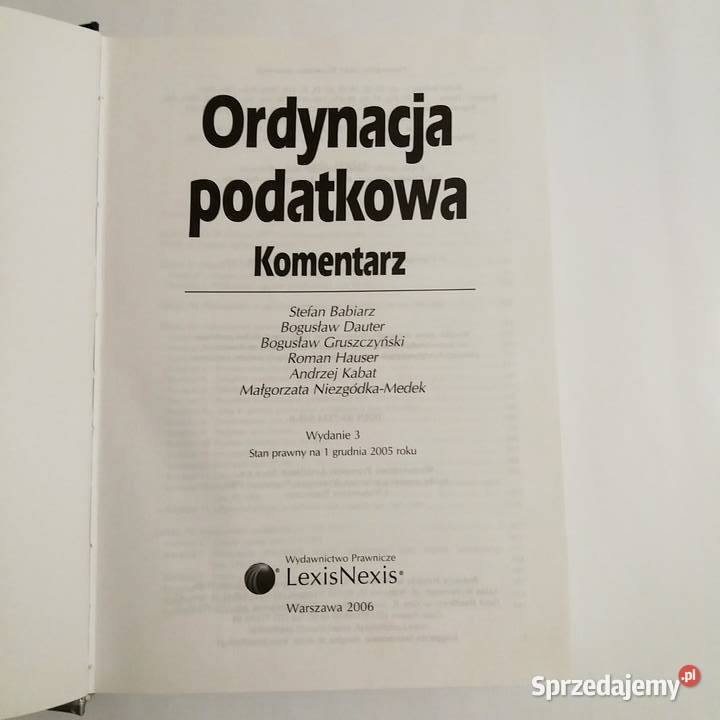 Ordynacja
podatkowa
Komentarz
Stefan Babiarz
Bogusław Dauter
Bogusław Gruszczyński
Roman Hauser
Andrzej Kabat
Małgorzata Niezgódka-Medek
Wydanie 3
Stan prawny na 1 grudnia 2005 roku
Wydawnictwo Prawnicze
LexisNexis®
Warszawa 2006
Sprzedajemy.pl